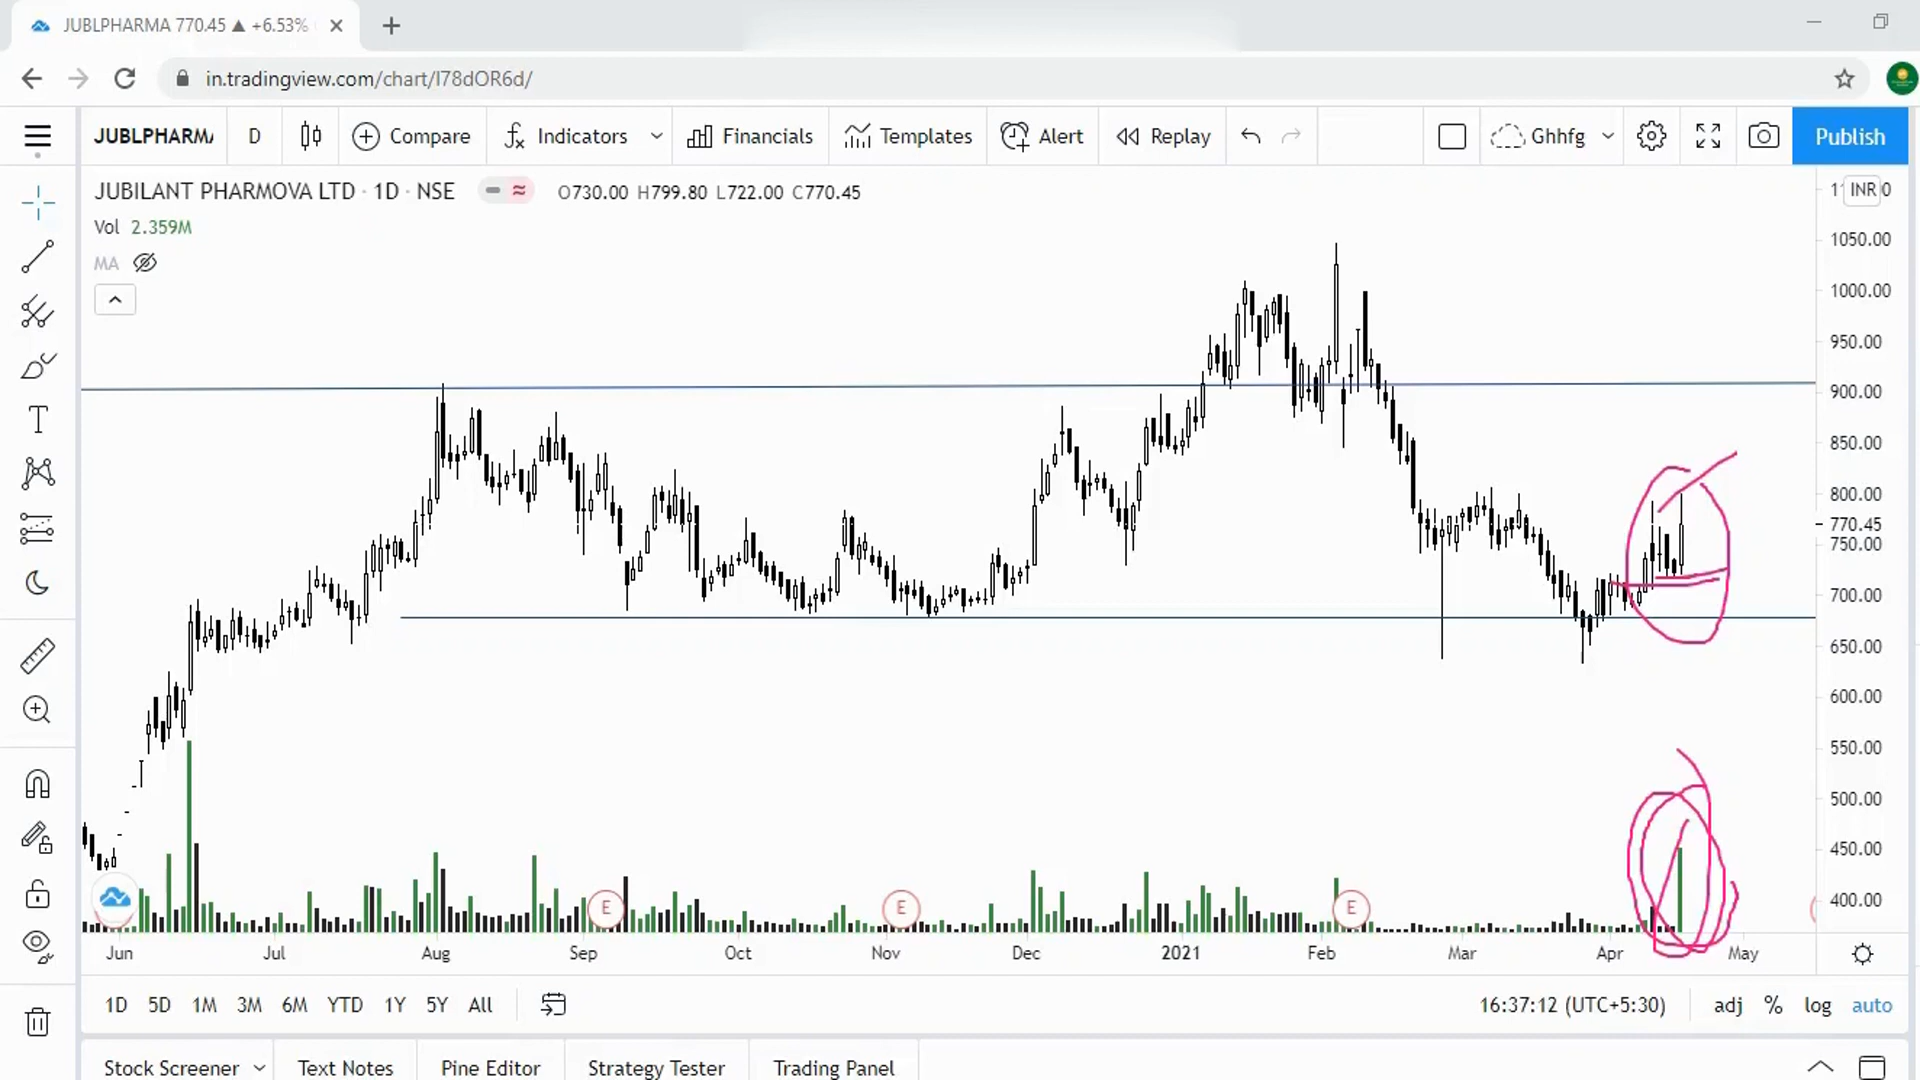 JUBLPHARMA 770.45 ▲ +6.53%
in.tradingview.com/chart/I78dOR6d/
JUBLPHARMA D Compare Indicators Financials Templates Alert Replay Ghhfg Publish
JUBILANT PHARMOVA LTD · 1D · NSE O730.00 H799.80 L722.00 C770.45
INR
Vol 2.359M
MA
1050.00
1000.00
950.00
900.00
850.00
800.00
770.45
750.00
700.00
650.00
600.00
550.00
500.00
450.00
400.00
E E E
Jun Jul Aug Sep Oct Nov Dec 2021 Feb Mar Apr May
1D 5D 1M 3M 6M YTD 1Y 5Y All 16:37:12 (UTC+5:30) adj % log auto
Stock Screener Text Notes Pine Editor Strategy Tester Trading Panel